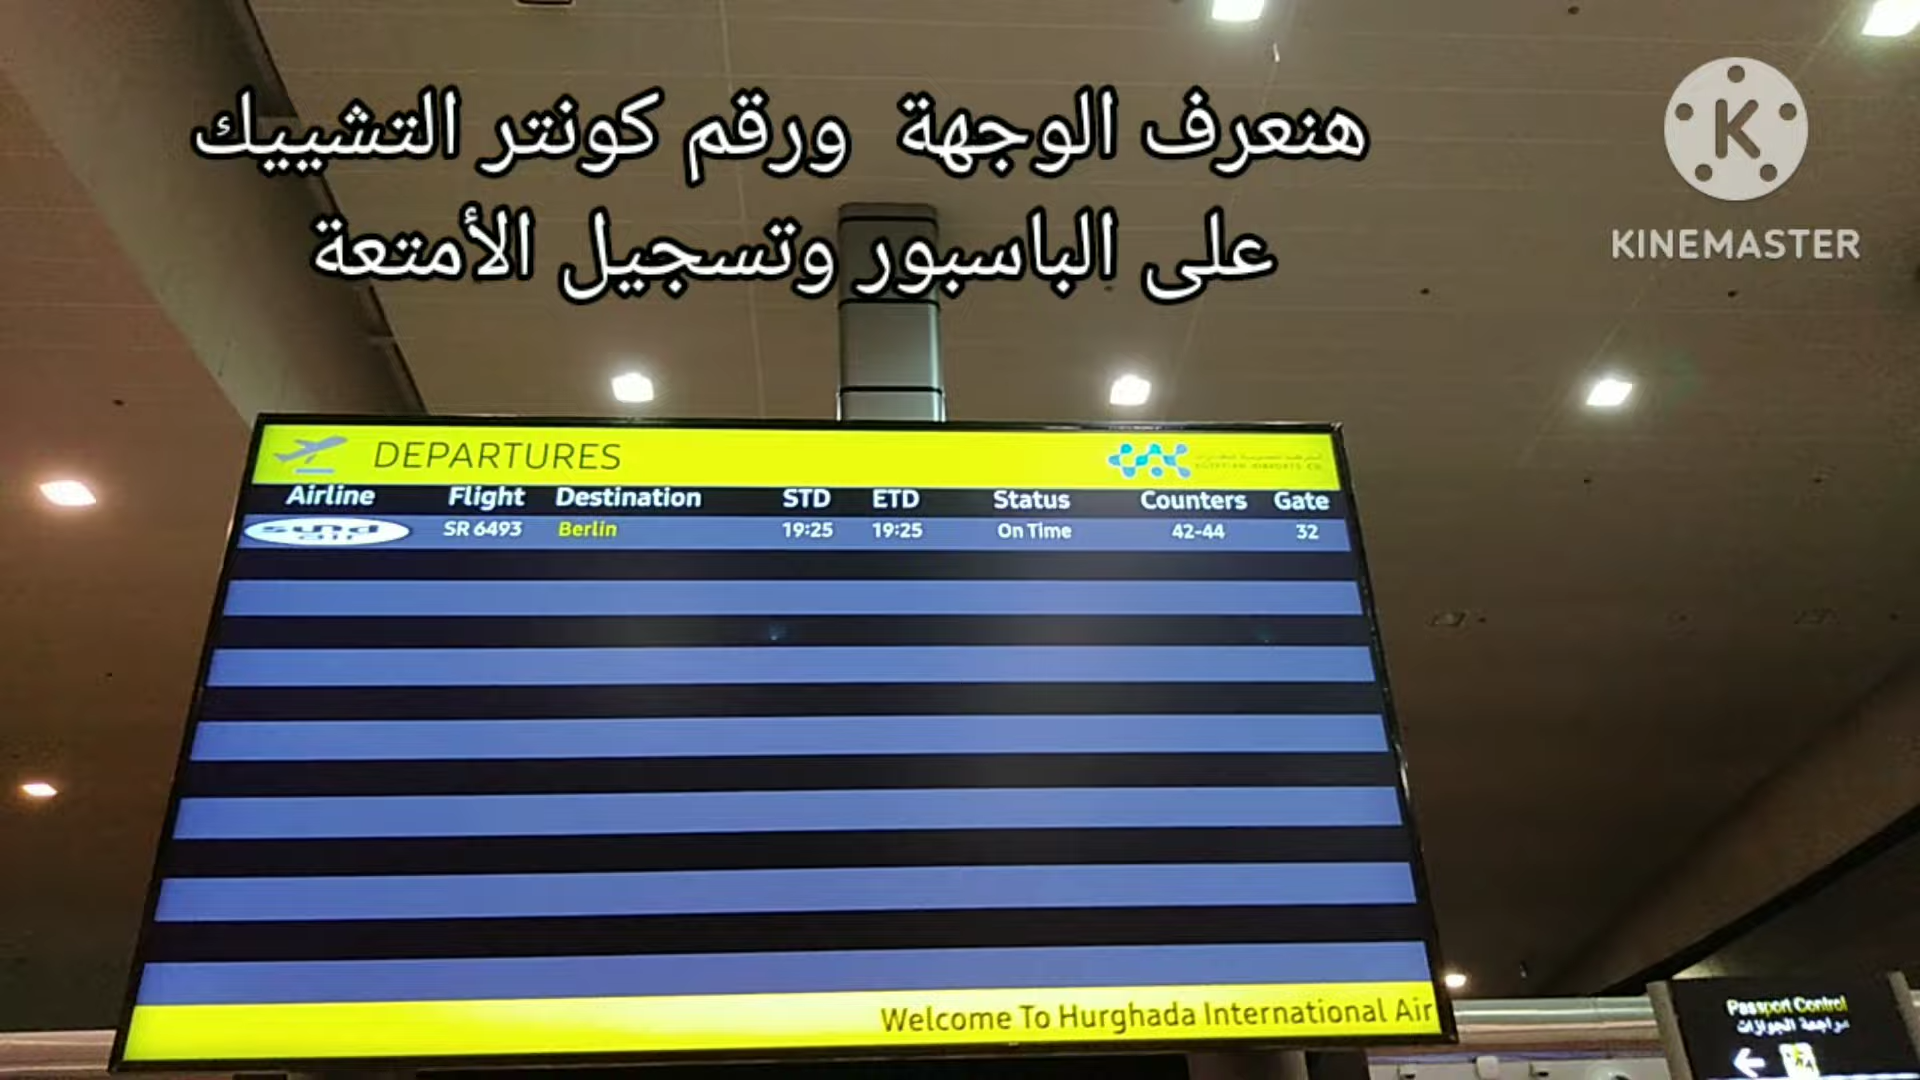 هنعرف الوجهة ورقم كونتر التشييك
على الباسبور وتسجيل الأمتعة
KINEMASTER
DEPARTURES
Airline Flight Destination STD ETD Status Counters Gate
sund air SR 6493 Berlin 19:25 19:25 On Time 42-44 32
Welcome To Hurghada International Air
Passport Control
مراجعة الجوازات